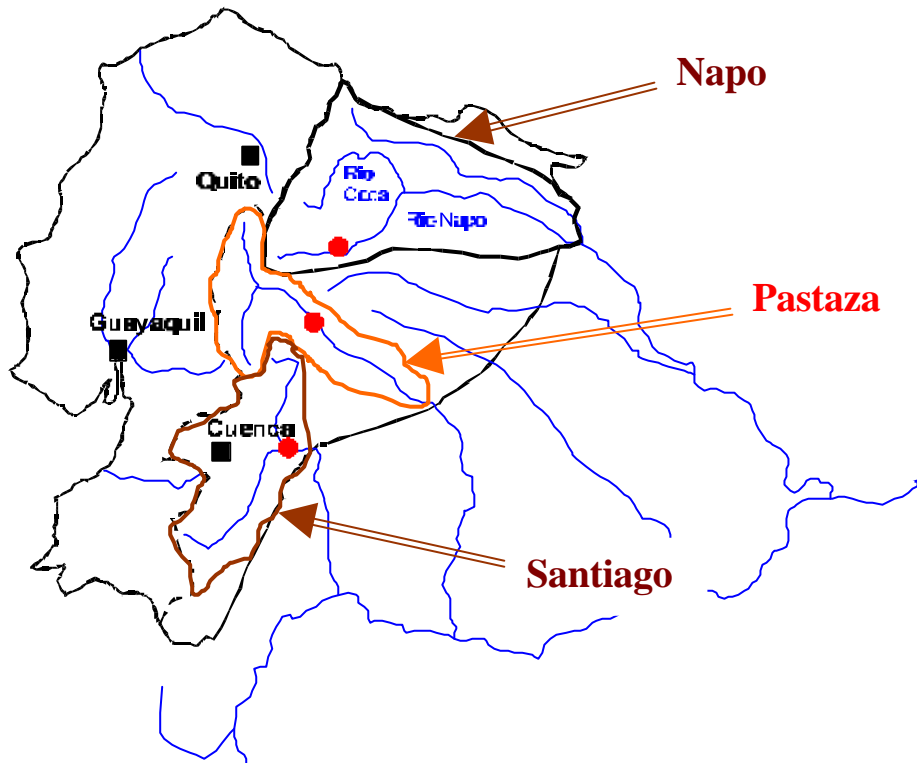 Napo
Quito
Rio
Coca
Rio Napo
Pastaza
Guayaquil
Cuenca
Santiago